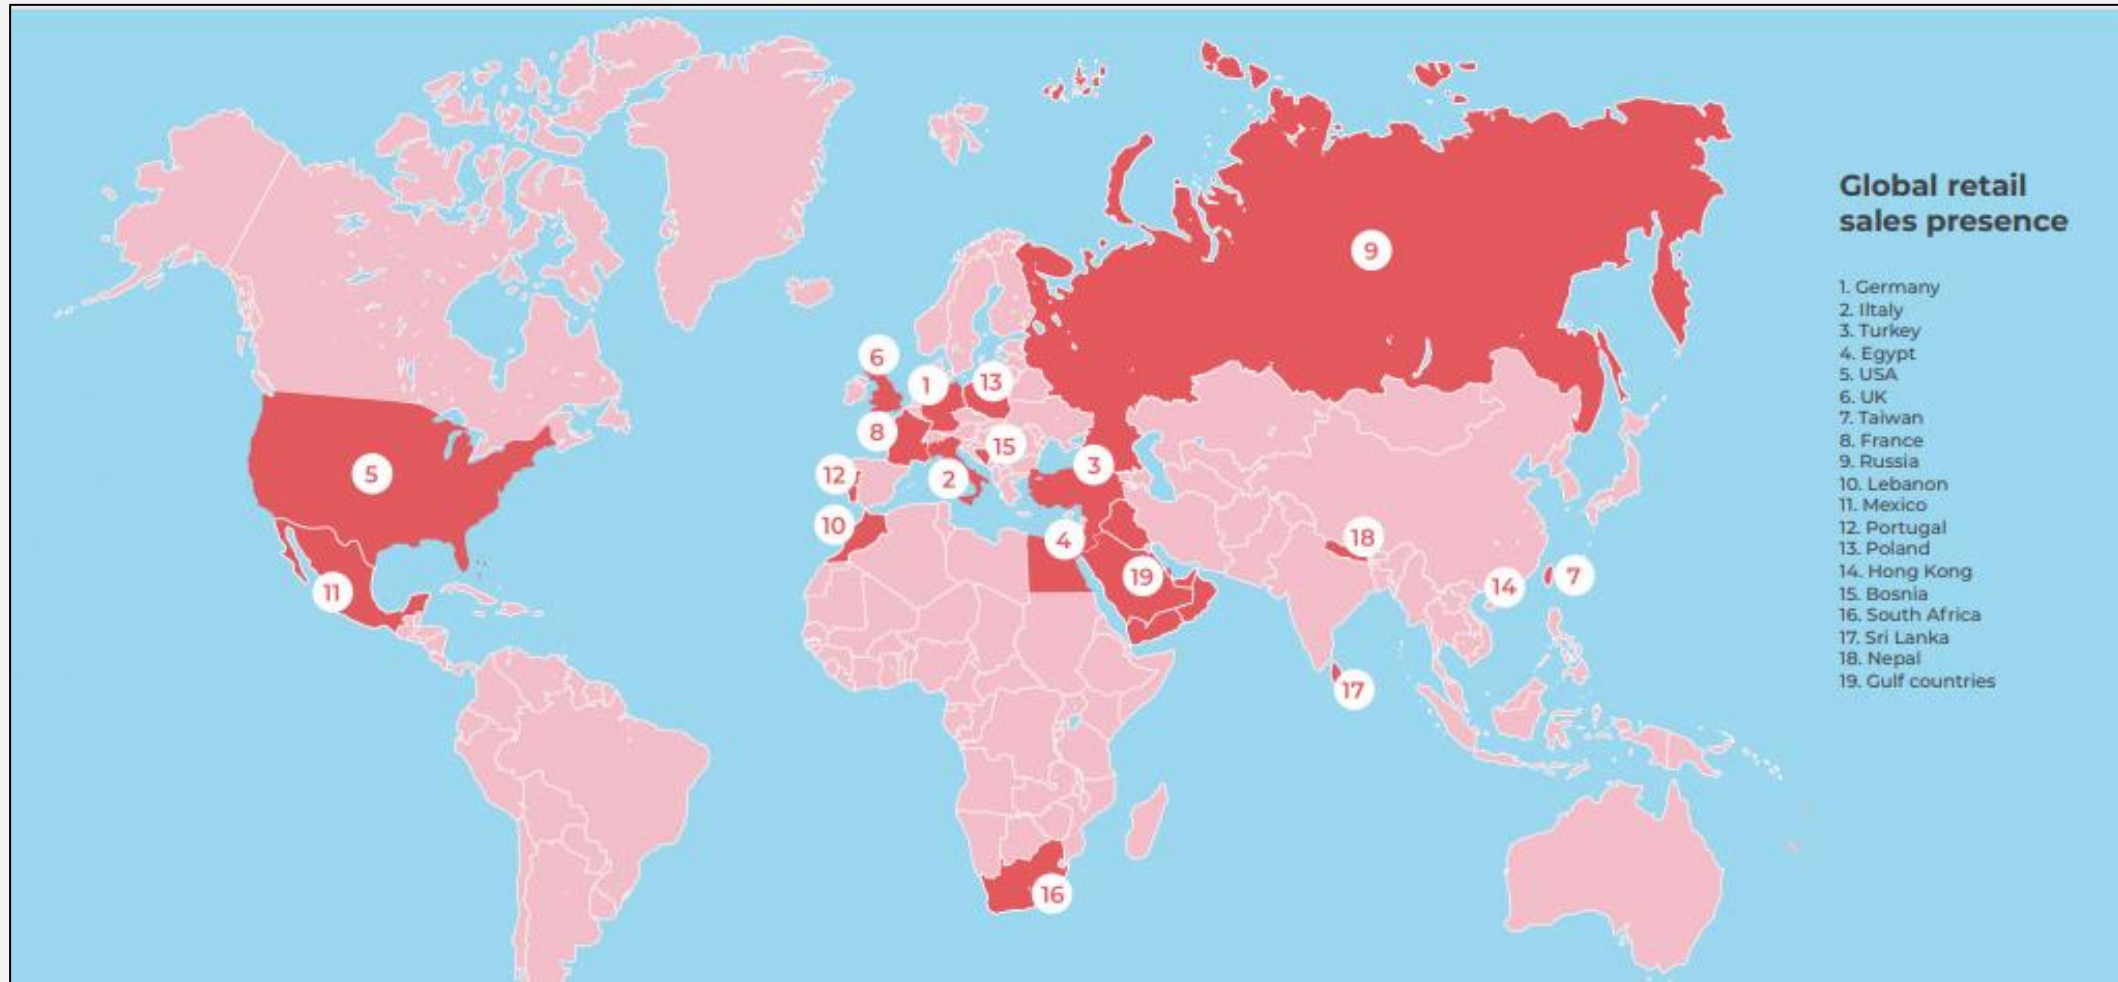 Global retail
sales presence
1. Germany
2. Iltaly
3. Turkey
4. Egypt
5. USA
6. UK
7. Taiwan
8. France
9. Russia
10. Lebanon
11. Mexico
12. Portugal
13. Poland
14. Hong Kong
15. Bosnia
16. South Africa
17. Sri Lanka
18. Nepal
19. Gulf countries
9
6
1
13
8
15
5
12
2
3
10
4
18
11
19
14
7
17
16